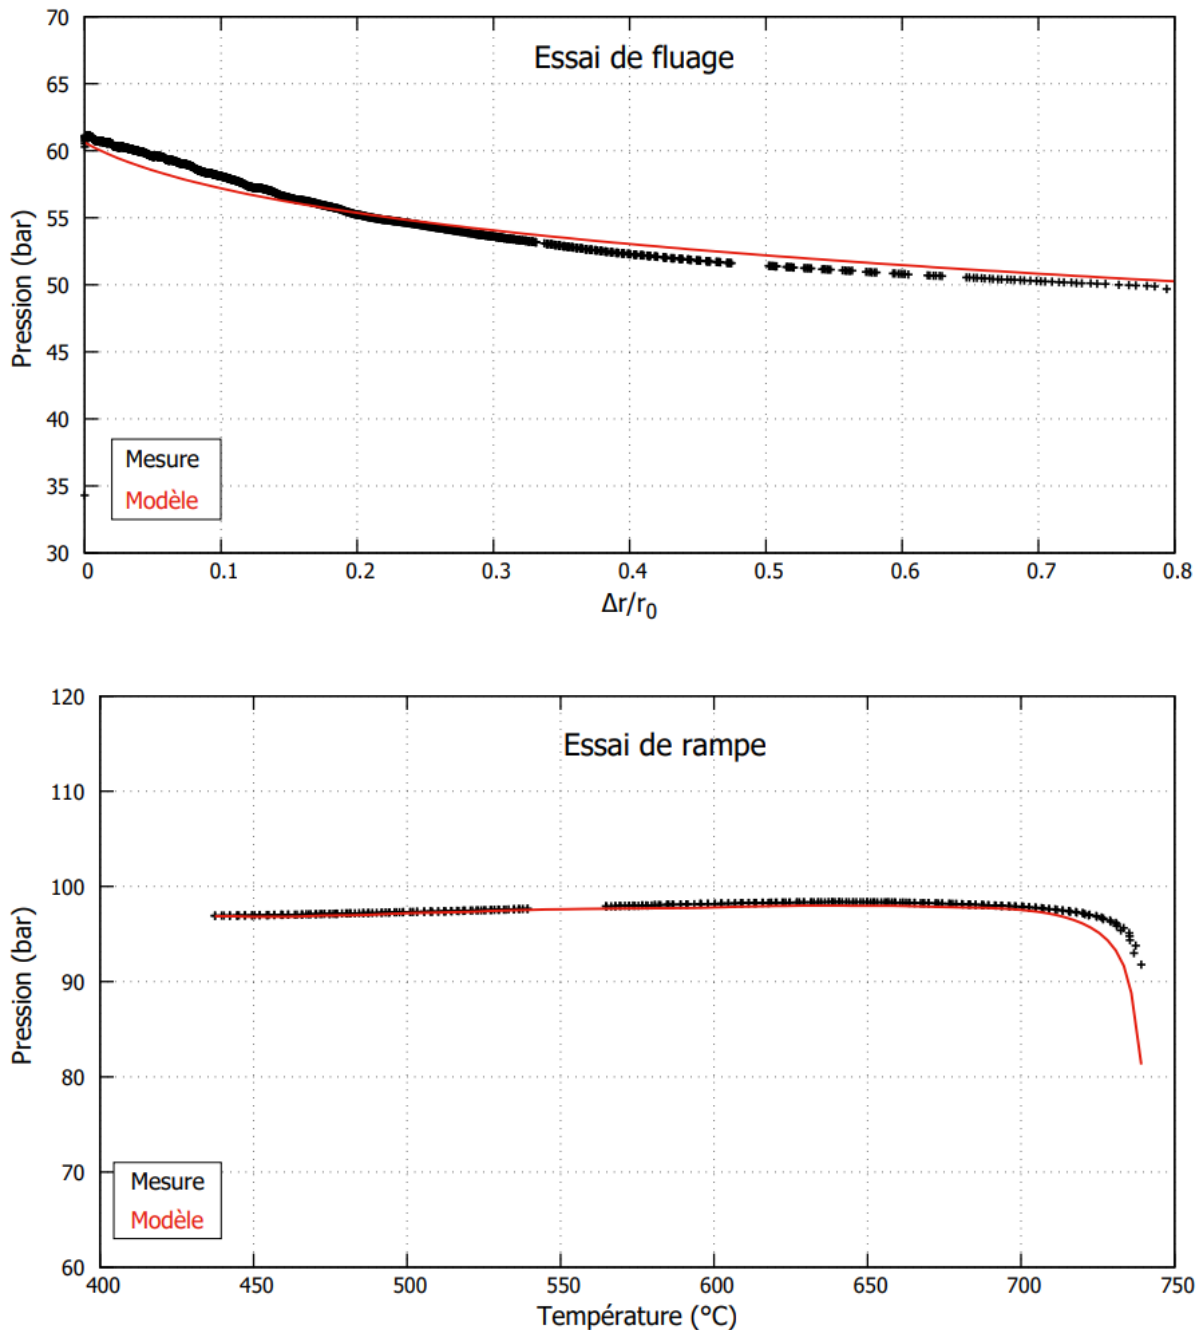 Essai de fluage
70
65
60
55
50
45
40
35
30
Pression (bar)
Mesure
Modèle
0 0.1 0.2 0.3 0.4 0.5 0.6 0.7 0.8
Δr/r0
Essai de rampe
120
110
100
90
80
70
60
Pression (bar)
Mesure
Modèle
400 450 500 550 600 650 700 750
Température (°C)